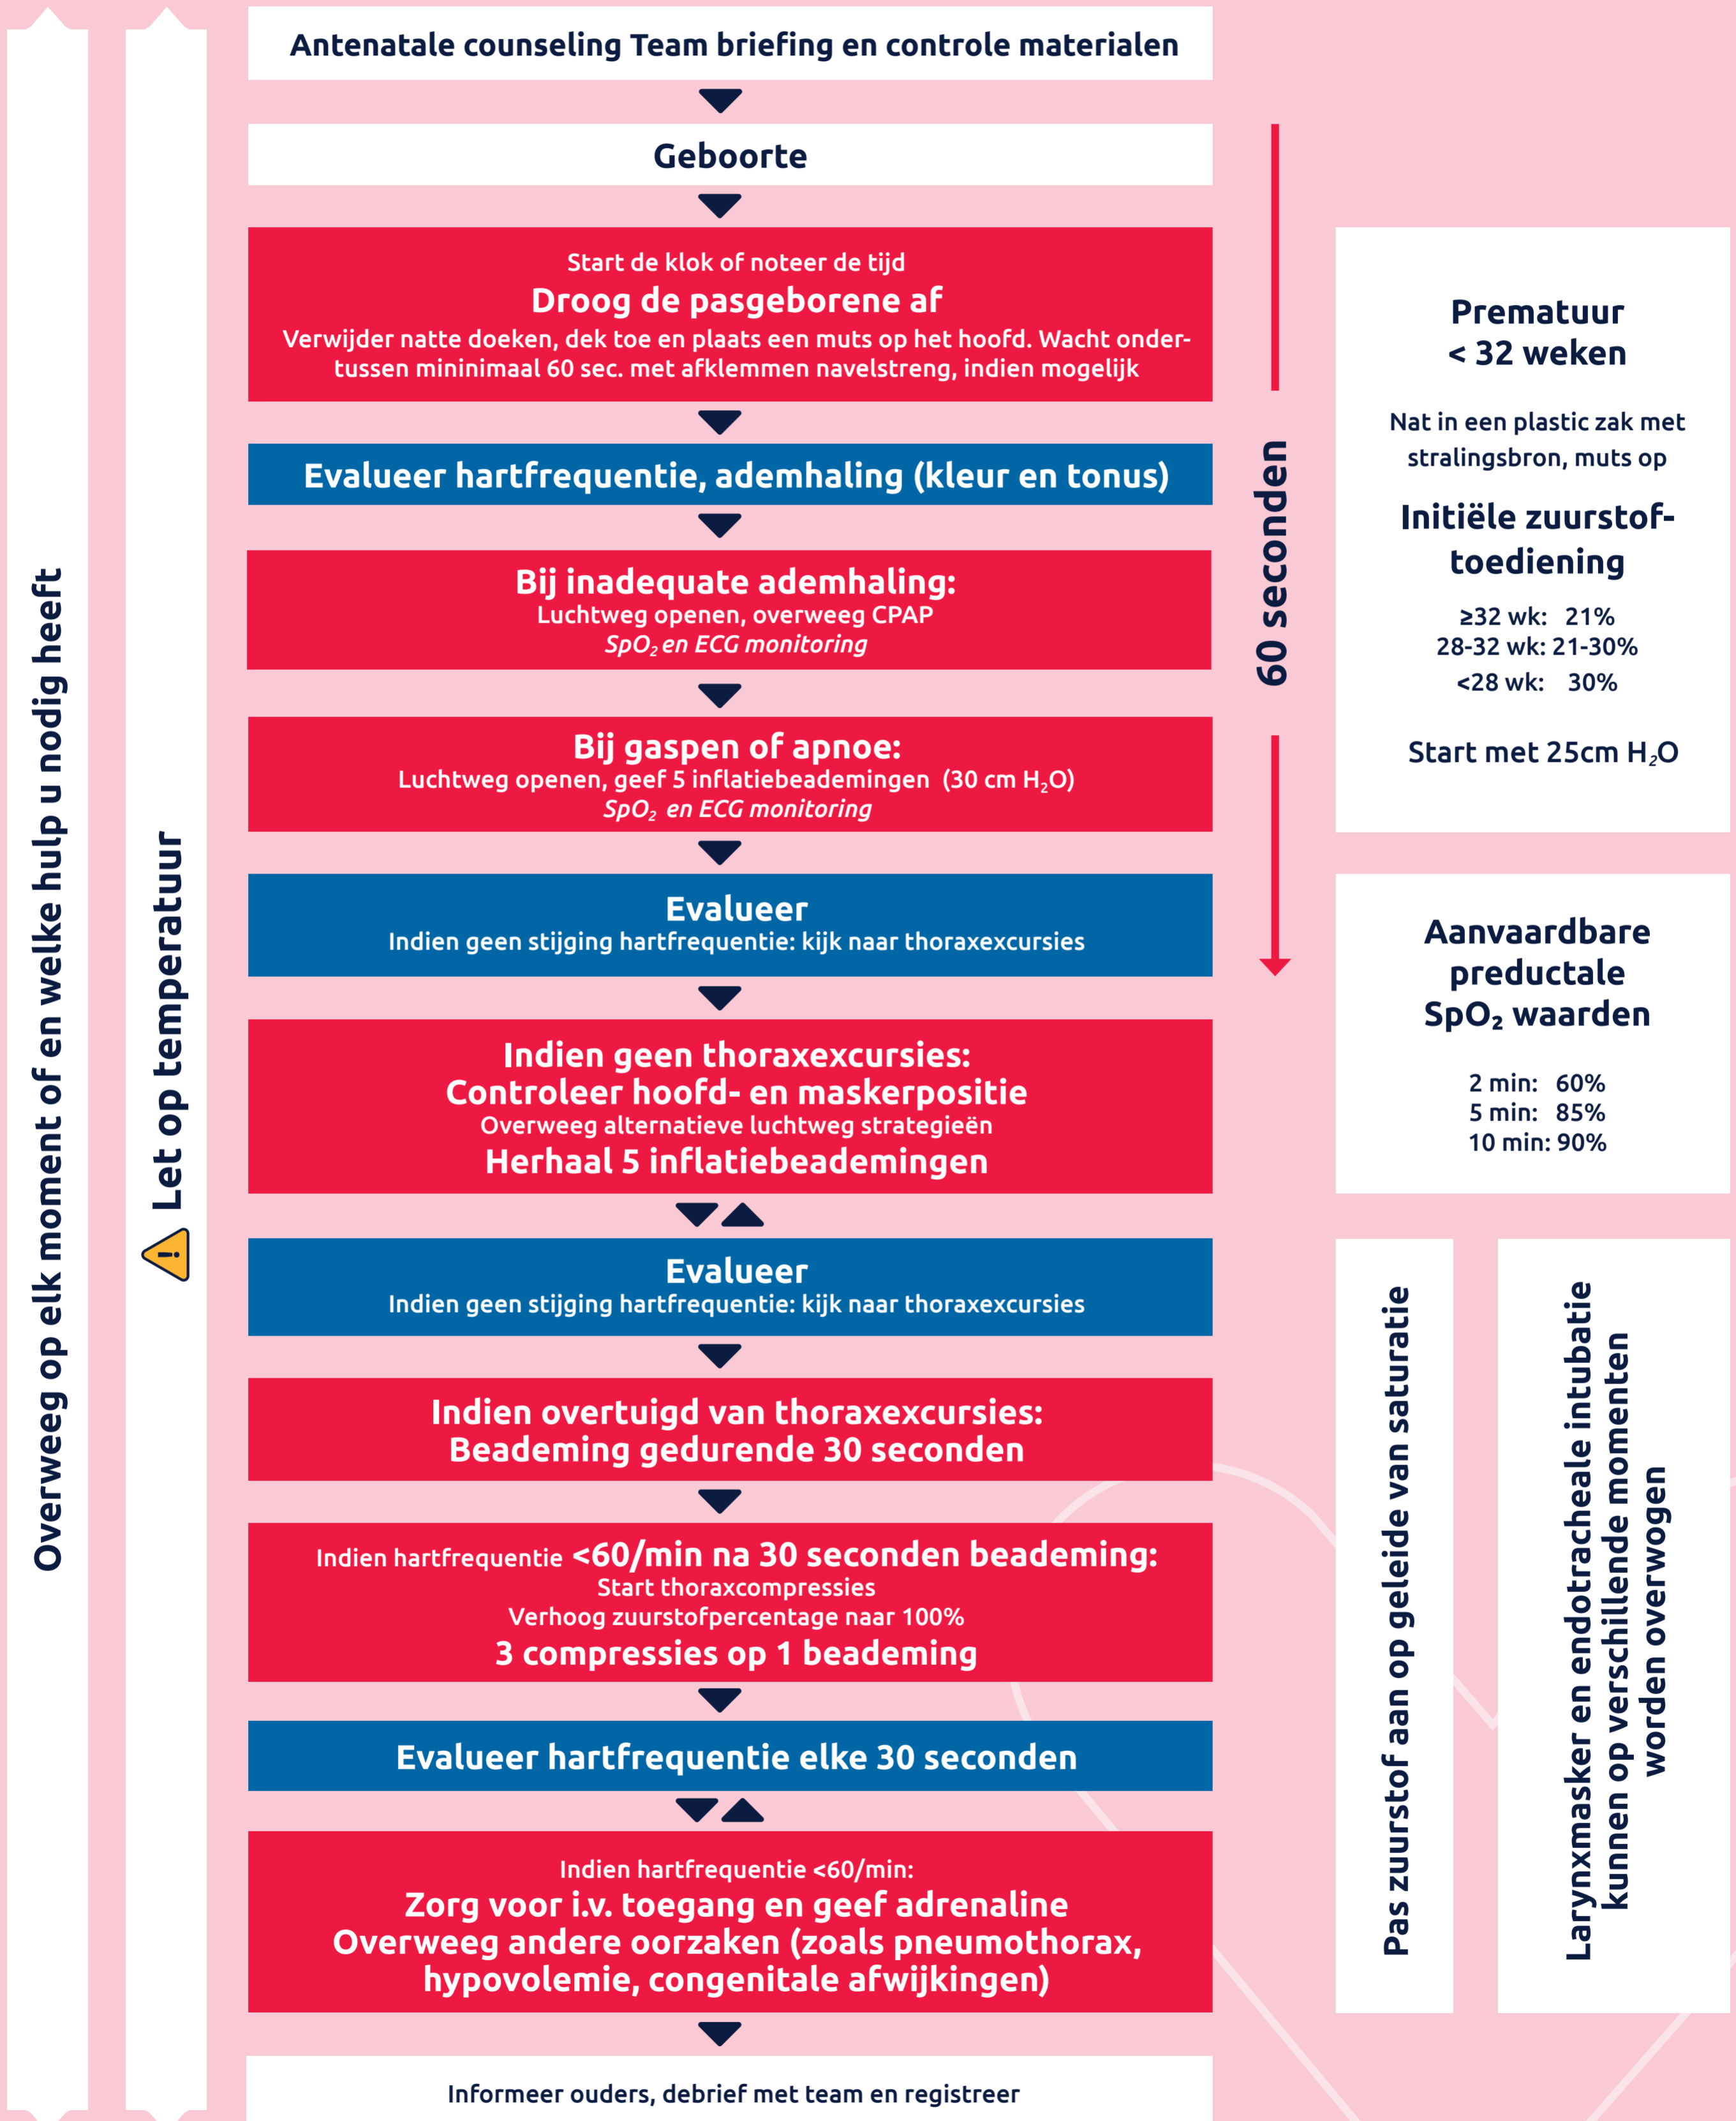 Overweeg op elk moment of en welke hulp u nodig heeft
Let op temperatuur
Antenatale counseling Team briefing en controle materialen
Geboorte
Start de klok of noteer de tijd
Droog de pasgeborene af
Verwijder natte doeken, dek toe en plaats een muts op het hoofd. Wacht onder-
tussen mininimaal 60 sec. met afklemmen navelstreng, indien mogelijk
Evalueer hartfrequentie, ademhaling (kleur en tonus)
Bij inadequate ademhaling:
Luchtweg openen, overweeg CPAP
SpO₂ en ECG monitoring
Bij gaspen of apnoe:
Luchtweg openen, geef 5 inflatiebeademingen (30 cm H₂O)
SpO₂ en ECG monitoring
Evalueer
Indien geen stijging hartfrequentie: kijk naar thoraxexcursies
Indien geen thoraxexcursies:
Controleer hoofd- en maskerpositie
Overweeg alternatieve luchtweg strategieën
Herhaal 5 inflatiebeademingen
Evalueer
Indien geen stijging hartfrequentie: kijk naar thoraxexcursies
Indien overtuigd van thoraxexcursies:
Beademing gedurende 30 seconden
Indien hartfrequentie <60/min na 30 seconden beademing:
Start thoraxcompressies
Verhoog zuurstofpercentage naar 100%
3 compressies op 1 beademing
Evalueer hartfrequentie elke 30 seconden
Indien hartfrequentie <60/min:
Zorg voor i.v. toegang en geef adrenaline
Overweeg andere oorzaken (zoals pneumothorax,
hypovolemie, congenitale afwijkingen)
Informeer ouders, debrief met team en registreer
60 seconden
Prematuur
< 32 weken
Nat in een plastic zak met
stralingsbron, muts op
Initiële zuurstof-
toediening
≥32 wk: 21%
28-32 wk: 21-30%
<28 wk: 30%
Start met 25cm H₂O
Aanvaardbare
preductale
SpO₂ waarden
2 min: 60%
5 min: 85%
10 min: 90%
Pas zuurstof aan op geleide van saturatie
Larynxmasker en endotracheale intubatie
kunnen op verschillende momenten
worden overwogen